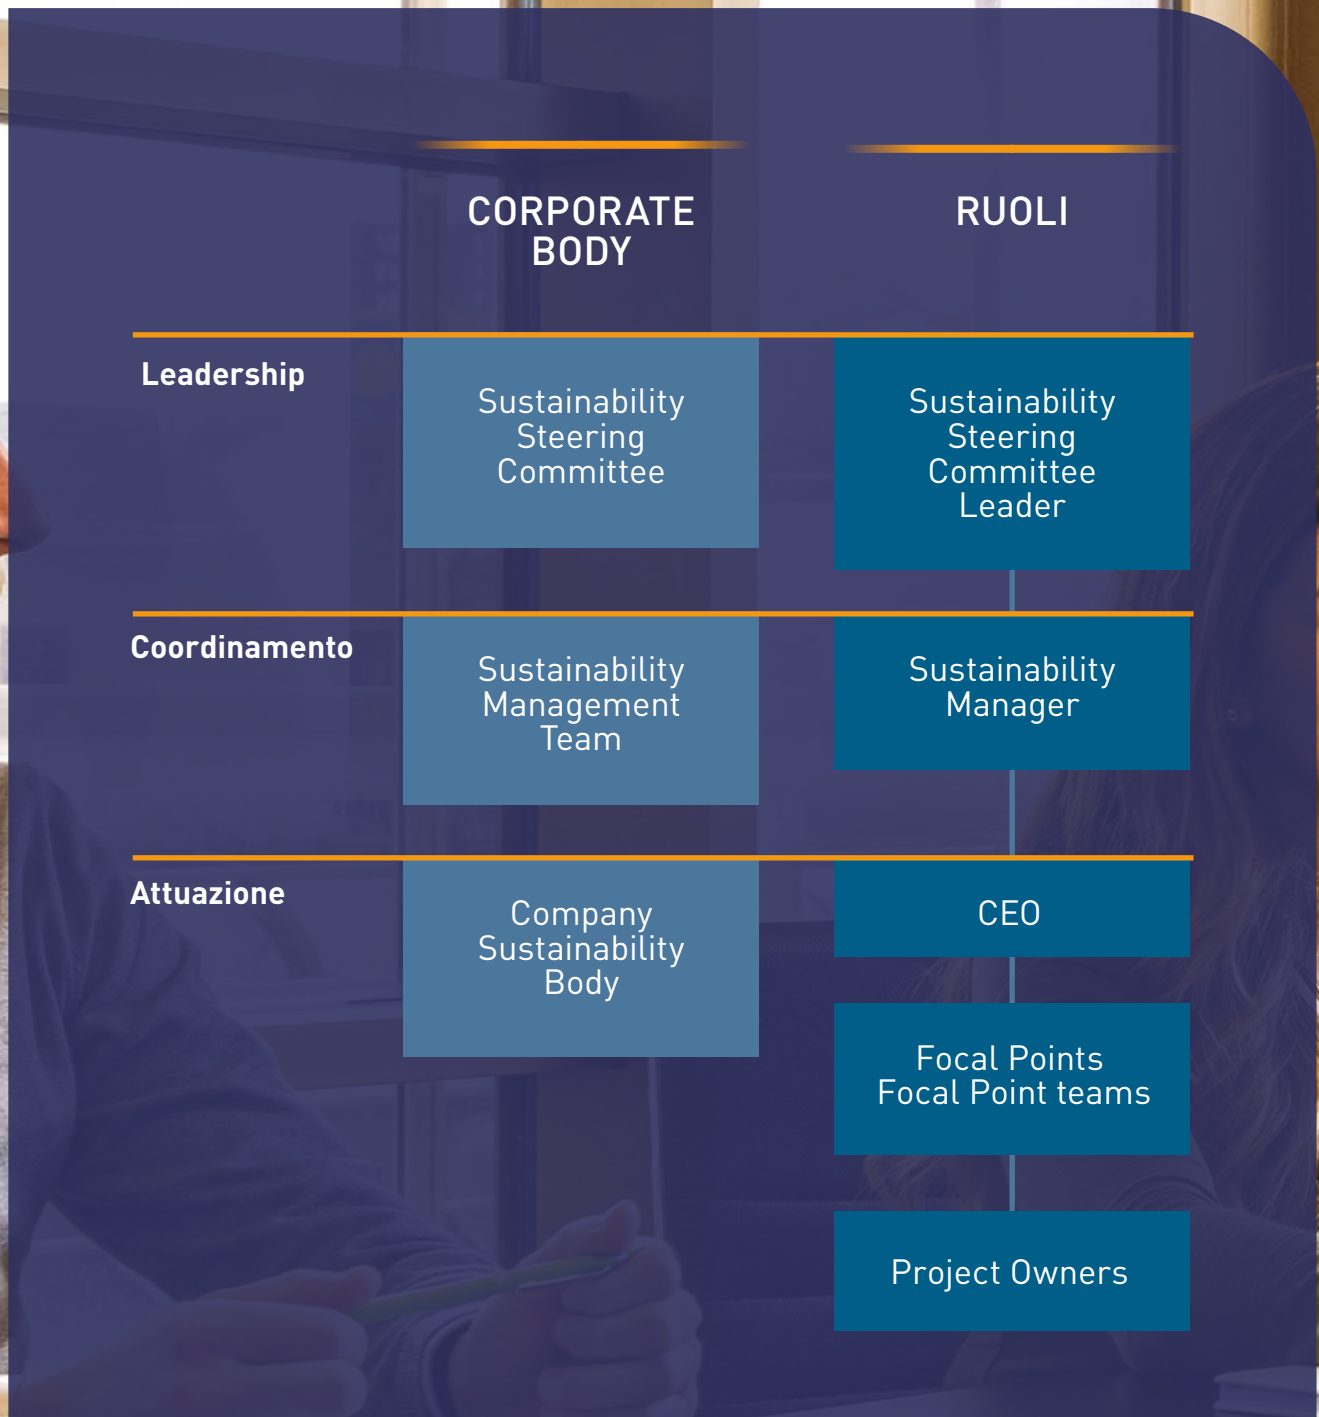 CORPORATE
BODY
RUOLI
Leadership
Sustainability
Steering
Committee
Sustainability
Steering
Committee
Leader
Coordinamento
Sustainability
Management
Team
Sustainability
Manager
Attuazione
Company
Sustainability
Body
CEO
Focal Points
Focal Point teams
Project Owners